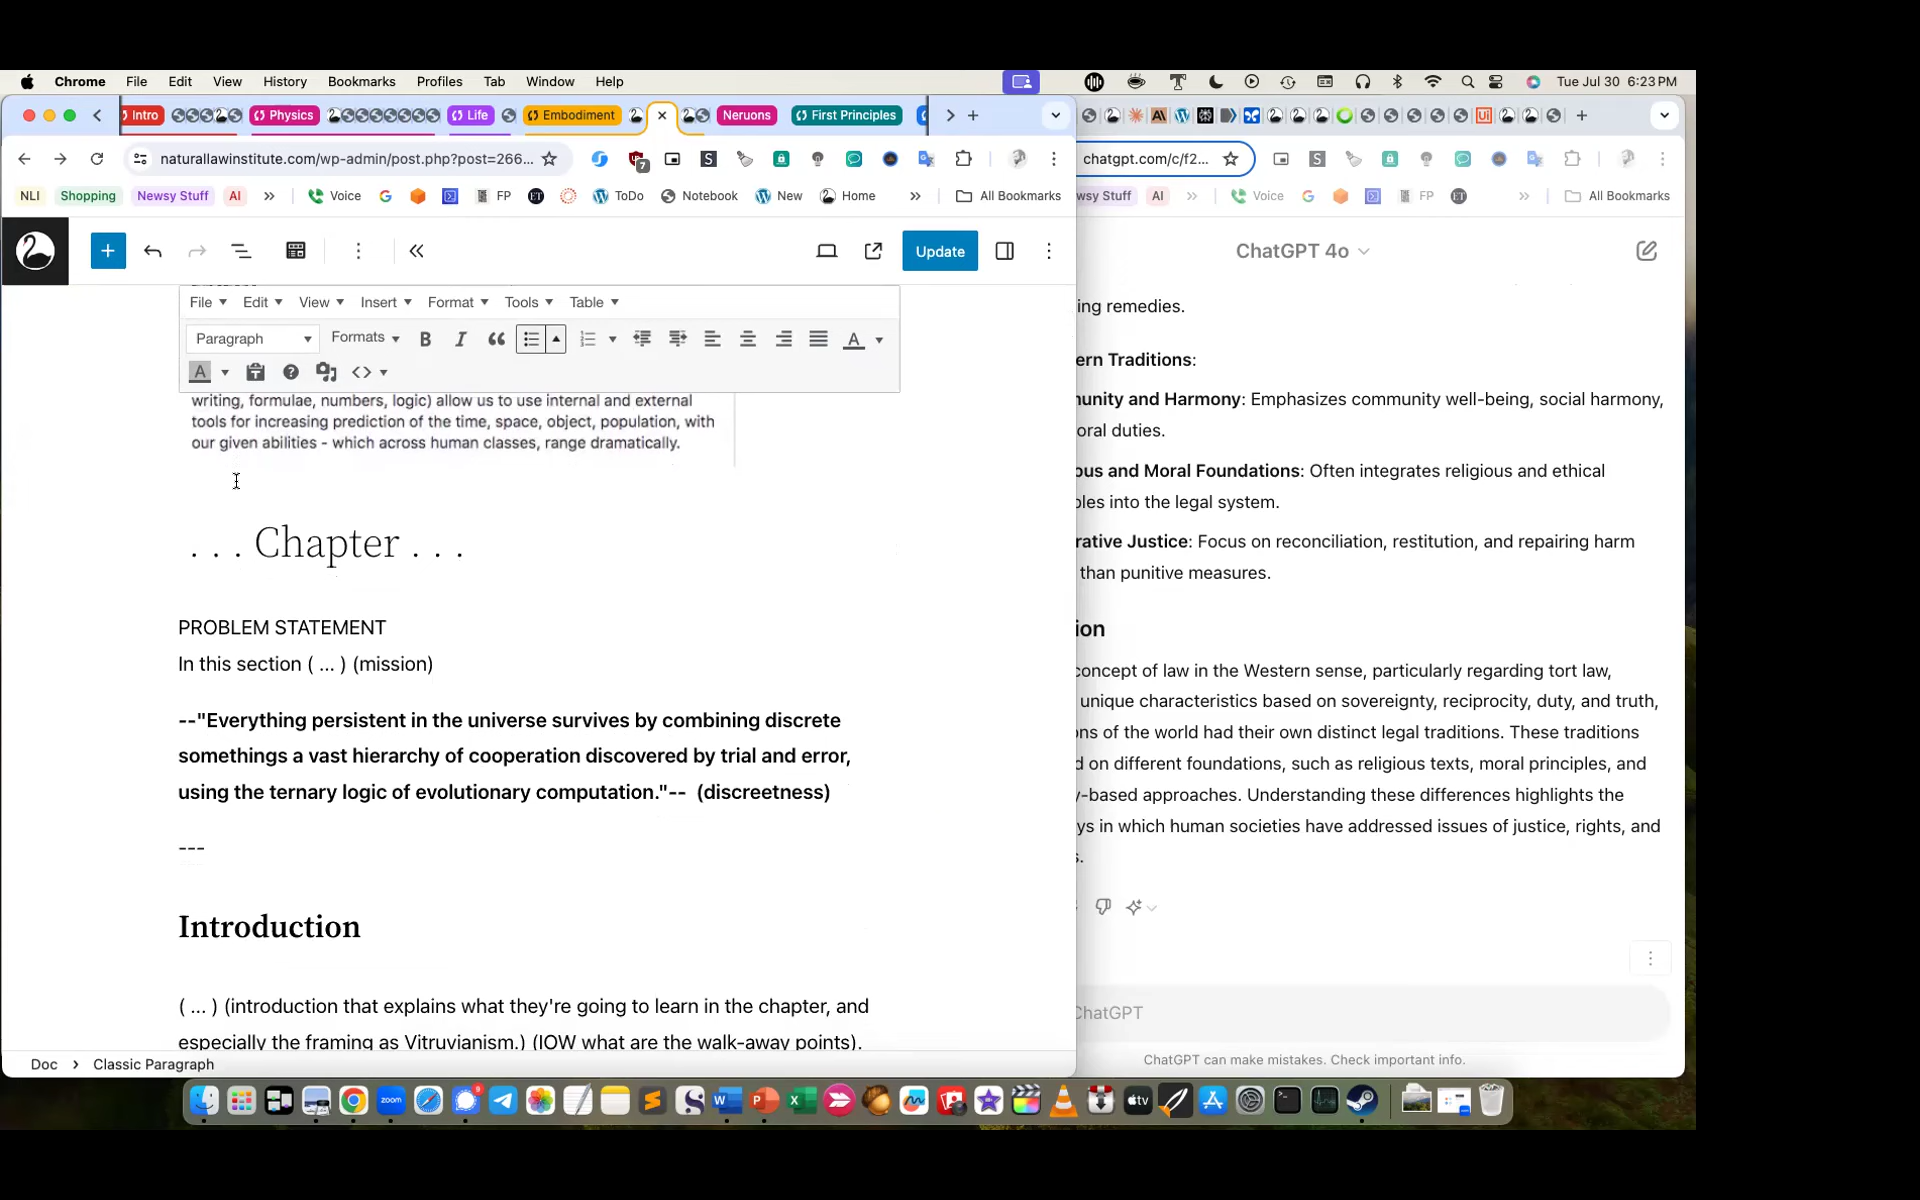 Chrome File Edit View History Bookmarks Profiles Tab Window Help
Tue Jul 30 6:23 PM
Intro Physics Life Embodiment Neruons First Principles
naturallawinstitute.com/wp-admin/post.php?post=266...
chatgpt.com/c/f2...
NLI Shopping Newsy Stuff AI Voice FP ToDo Notebook New Home All Bookmarks
wsy Stuff AI Voice FP All Bookmarks
Update
File Edit View Insert Format Tools Table
Paragraph Formats
writing, formulae, numbers, logic) allow us to use internal and external
tools for increasing prediction of the time, space, object, population, with
our given abilities - which across human classes, range dramatically.
. . . Chapter . . .
PROBLEM STATEMENT
In this section ( ... ) (mission)
--"Everything persistent in the universe survives by combining discrete
somethings a vast hierarchy of cooperation discovered by trial and error,
using the ternary logic of evolutionary computation."-- (discreetness)
---
Introduction
( ... ) (introduction that explains what they're going to learn in the chapter, and
especially the framing as Vitruvianism.) (IOW what are the walk-away points).
Doc > Classic Paragraph
ChatGPT 4o
ing remedies.
ern Traditions:
unity and Harmony: Emphasizes community well-being, social harmony,
oral duties.
ous and Moral Foundations: Often integrates religious and ethical
ples into the legal system.
rative Justice: Focus on reconciliation, restitution, and repairing harm
than punitive measures.
ion
concept of law in the Western sense, particularly regarding tort law,
unique characteristics based on sovereignty, reciprocity, duty, and truth,
ons of the world had their own distinct legal traditions. These traditions
d on different foundations, such as religious texts, moral principles, and
y-based approaches. Understanding these differences highlights the
ys in which human societies have addressed issues of justice, rights, and
s.
ChatGPT
ChatGPT can make mistakes. Check important info.